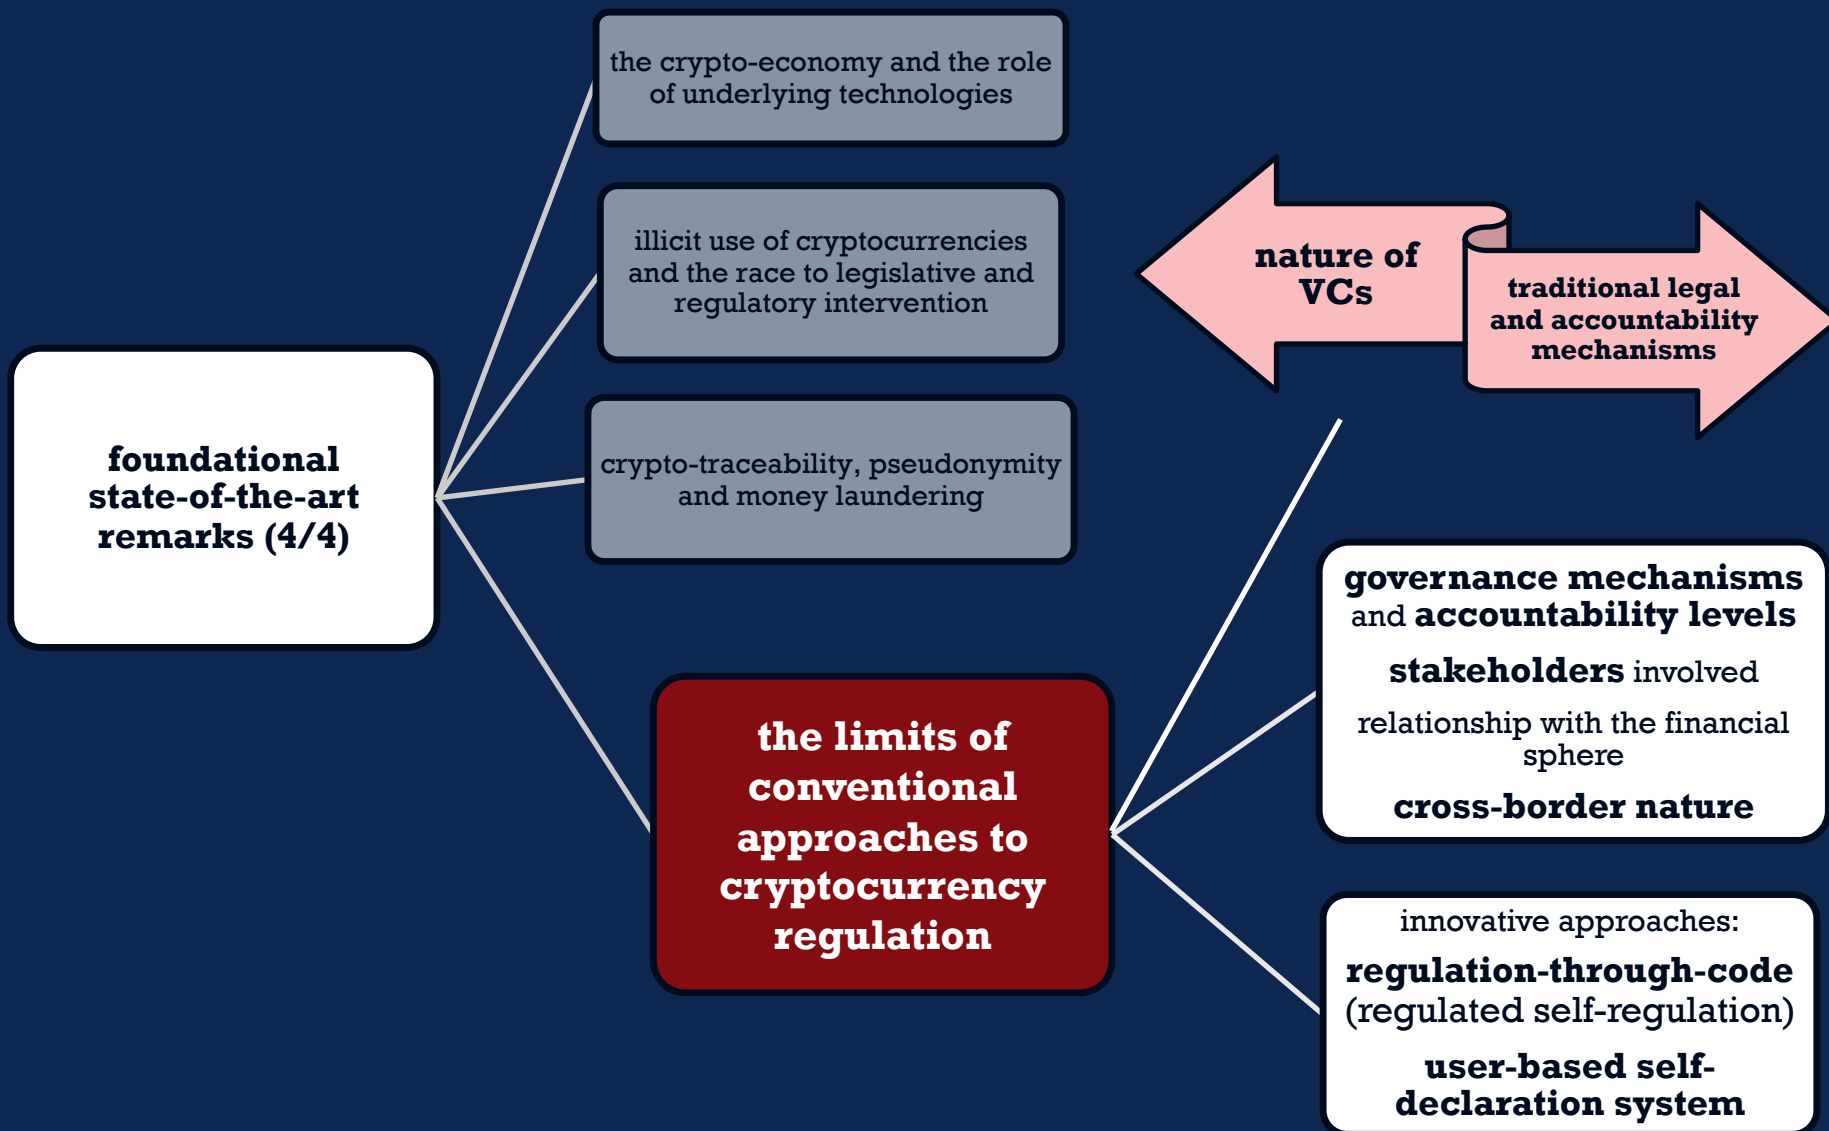 foundational
state-of-the-art
remarks (4/4)
the crypto-economy and the role
of underlying technologies
illicit use of cryptocurrencies
and the race to legislative and
regulatory intervention
crypto-traceability, pseudonymity
and money laundering
the limits of
conventional
approaches to
cryptocurrency
regulation
nature of
VCs
traditional legal
and accountability
mechanisms
governance mechanisms
and accountability levels
stakeholders involved
relationship with the financial
sphere
cross-border nature
innovative approaches:
regulation-through-code
(regulated self-regulation)
user-based self-
declaration system